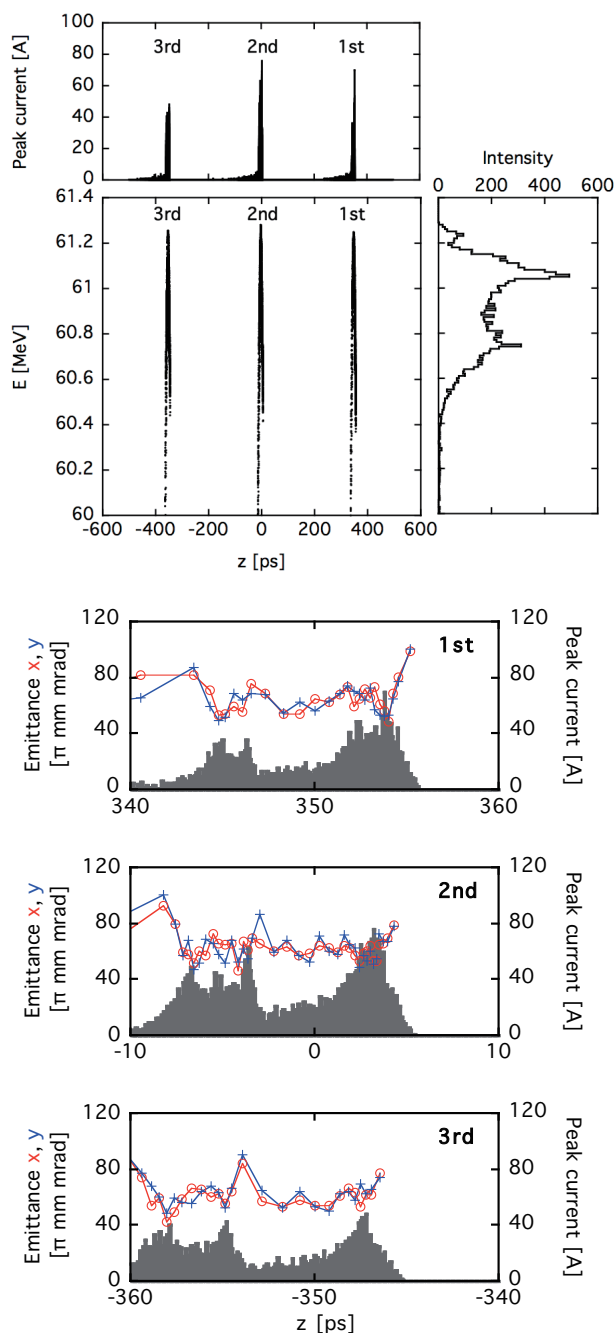 Peak current [A]
100
80
60
40
20
0
3rd 2nd 1st
Intensity
0 200 400 600
E [MeV]
61.4
61.2
61
60.8
60.6
60.4
60.2
60
3rd 2nd 1st
-600 -400 -200 0 200 400 600
z [ps]
Emittance x, y
[π mm mrad]
120
80
40
0
1st
120
80
40
0
Peak current [A]
340 350 360
Emittance x, y
[π mm mrad]
120
80
40
0
2nd
120
80
40
0
Peak current [A]
-10 0 10
Emittance x, y
[π mm mrad]
120
80
40
0
3rd
120
80
40
0
Peak current [A]
-360 -350 -340
z [ps]